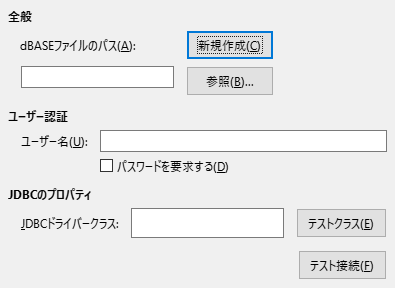 全般
dBASEファイルのパス(A):
新規作成(C)
参照(B)...
ユーザー認証
ユーザー名(U):
パスワードを要求する(D)
JDBCのプロパティ
JDBCドライバークラス:
テストクラス(E)
テスト接続(F)